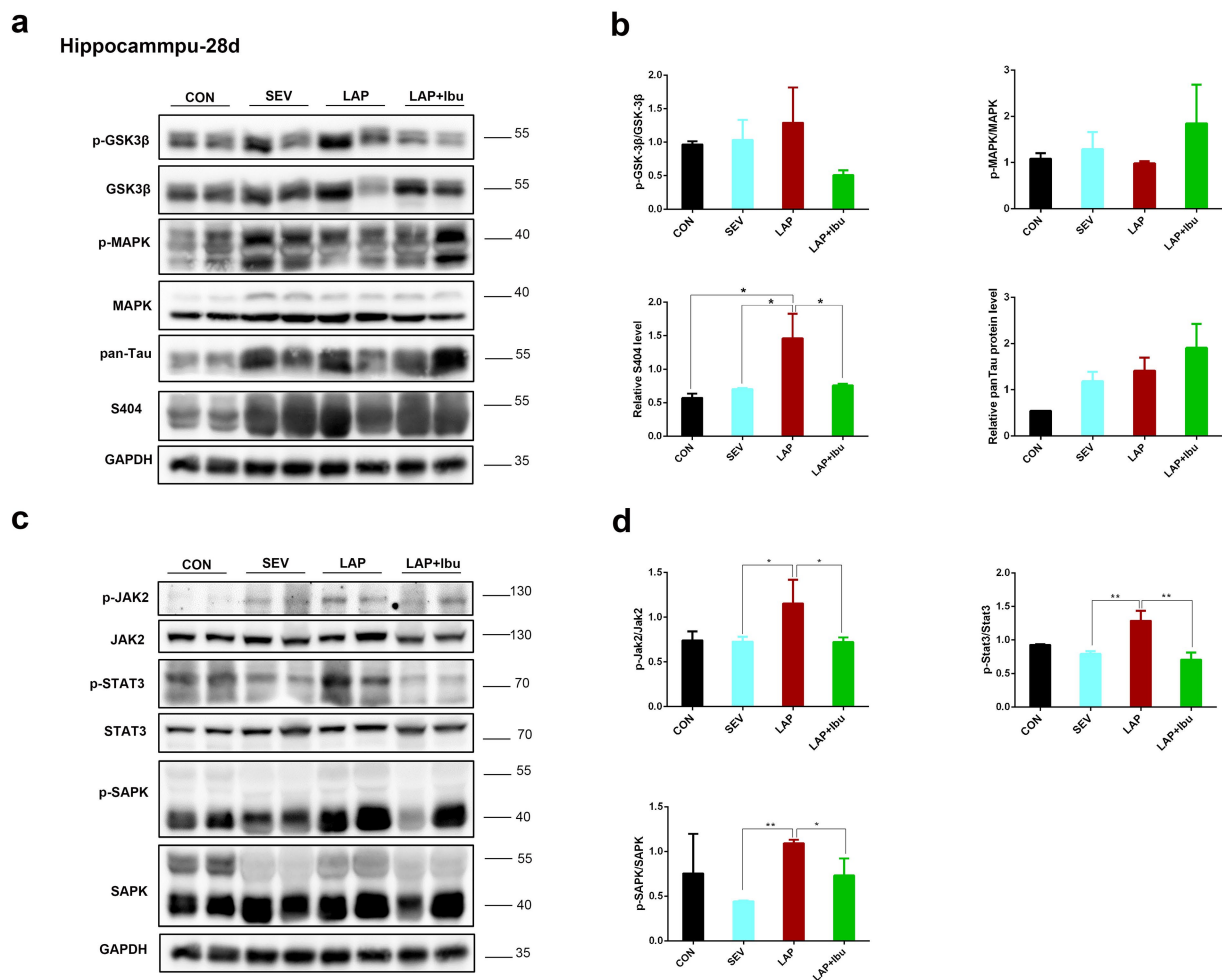 a
Hippocammpu-28d
CON SEV LAP LAP+Ibu
p-GSK3β 55
GSK3β 55
p-MAPK 40
MAPK 40
pan-Tau 55
S404 55
GAPDH 35
b
p-GSK-3β/GSK-3β
2.0
1.5
1.0
0.5
0.0
CON SEV LAP LAP+Ibu
p-MAPK/MAPK
3
2
1
0
CON SEV LAP LAP+Ibu
Relative S404 level
2.0
1.5
1.0
0.5
0.0
* * *
CON SEV LAP LAP+Ibu
Relative panTau protein level
3
2
1
0
CON SEV LAP LAP+Ibu
c
CON SEV LAP LAP+Ibu
p-JAK2 130
JAK2 130
p-STAT3 70
STAT3 70
p-SAPK 55
40
SAPK 55
40
GAPDH 35
d
p-Jak2/Jak2
1.5
1.0
0.5
0.0
* *
CON SEV LAP LAP+Ibu
p-Stat3/Stat3
2.0
1.5
1.0
0.5
0.0
** **
CON SEV LAP LAP+Ibu
p-SAPK/SAPK
1.5
1.0
0.5
0.0
** *
CON SEV LAP LAP+Ibu